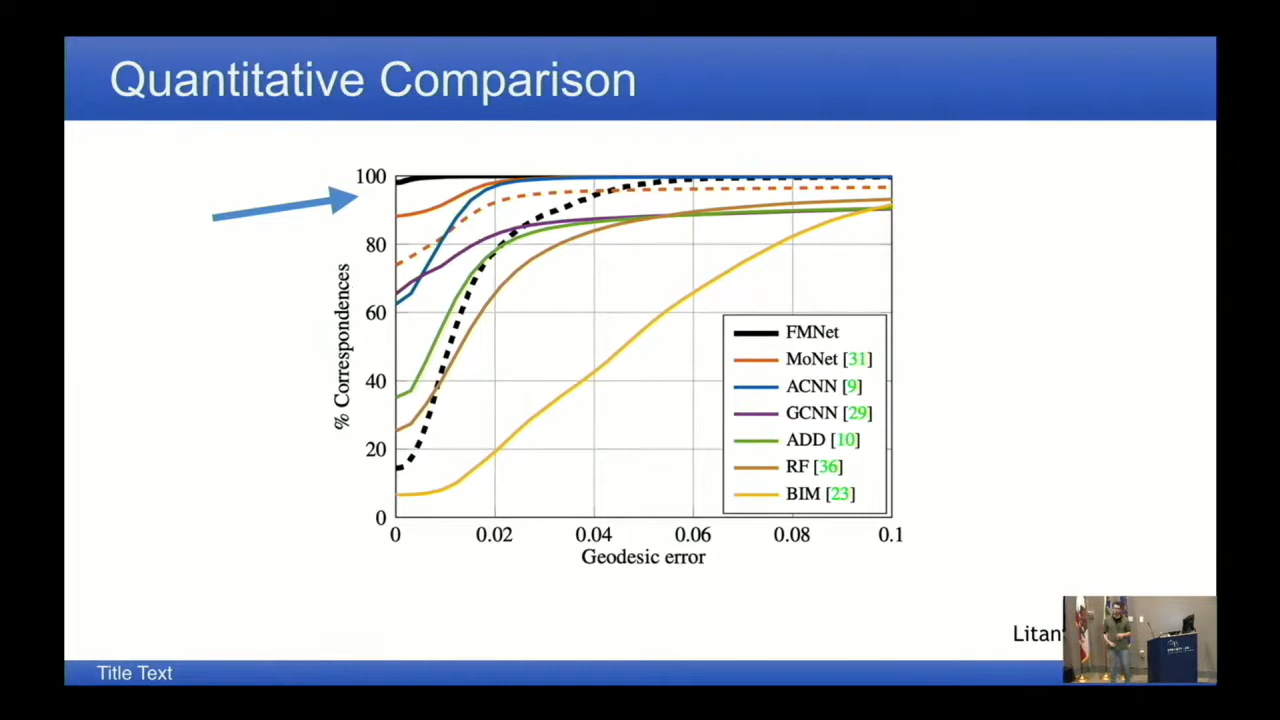 Quantitative Comparison
100
80
60
40
20
0
% Correspondences
0 0.02 0.04 0.06 0.08 0.1
Geodesic error
FMNet
MoNet [31]
ACNN [9]
GCNN [29]
ADD [10]
RF [36]
BIM [23]
Title Text